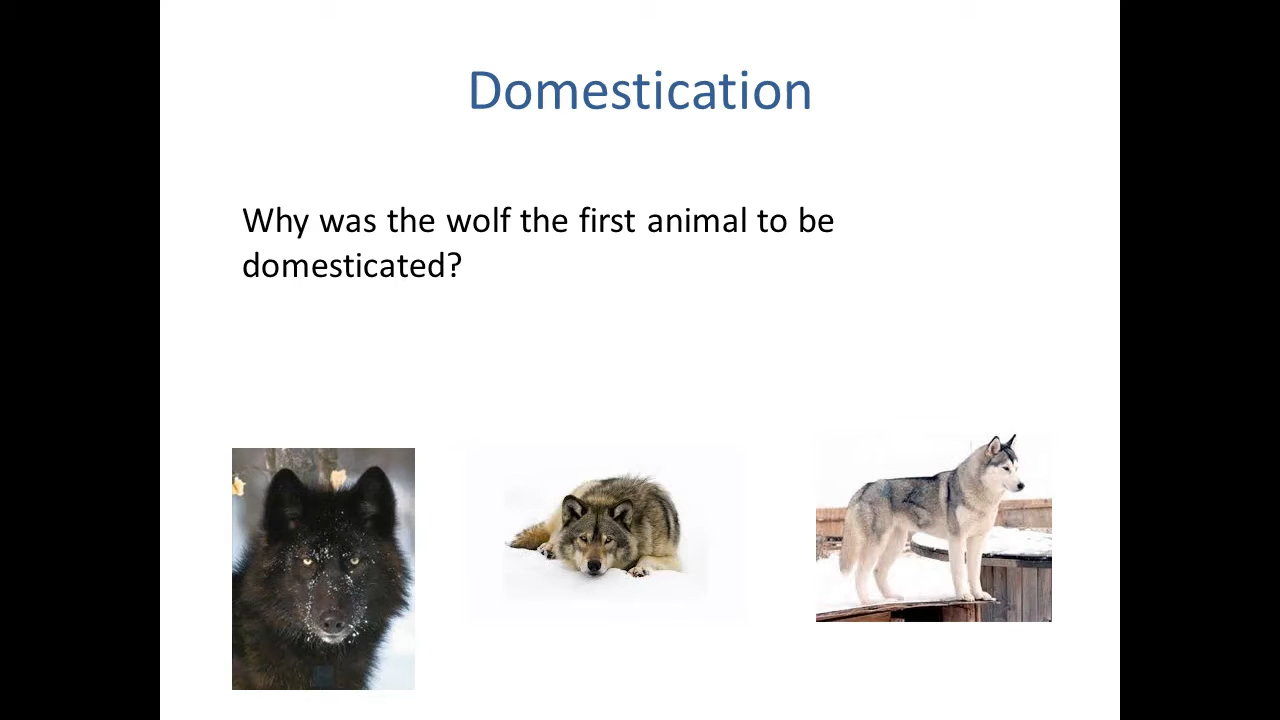 Domestication
Why was the wolf the first animal to be
domesticated?